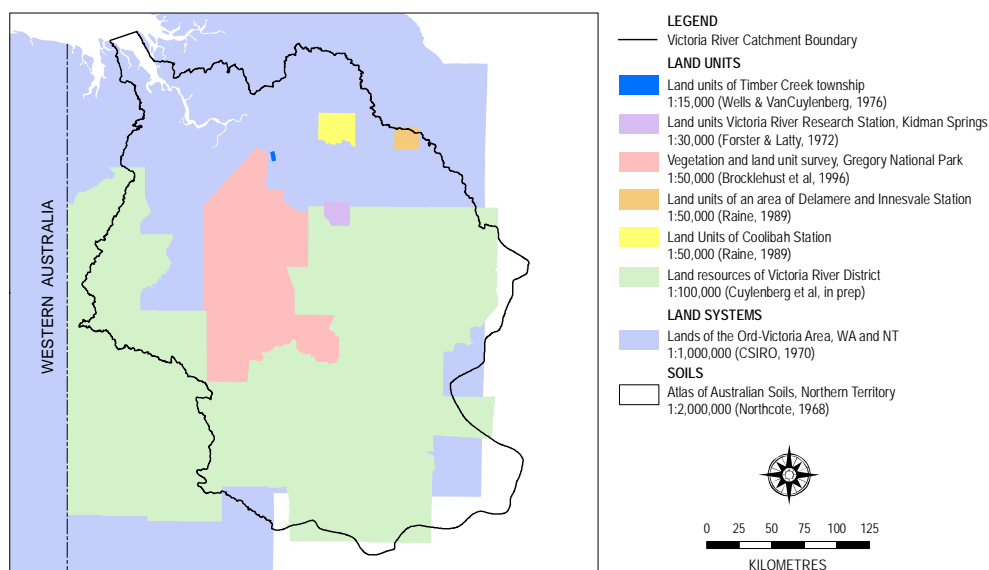 WESTERN AUSTRALIA
LEGEND
Victoria River Catchment Boundary
LAND UNITS
Land units of Timber Creek township
1:15,000 (Wells & VanCuylenberg, 1976)
Land units Victoria River Research Station, Kidman Springs
1:30,000 (Forster & Latty, 1972)
Vegetation and land unit survey, Gregory National Park
1:50,000 (Brocklehust et al, 1996)
Land units of an area of Delamere and Innesvale Station
1:50,000 (Raine, 1989)
Land Units of Coolibah Station
1:50,000 (Raine, 1989)
Land resources of Victoria River District
1:100,000 (Cuylenberg et al, in prep)
LAND SYSTEMS
Lands of the Ord-Victoria Area, WA and NT
1:1,000,000 (CSIRO, 1970)
SOILS
Atlas of Australian Soils, Northern Territory
1:2,000,000 (Northcote, 1968)
0 25 50 75 100 125
KILOMETRES